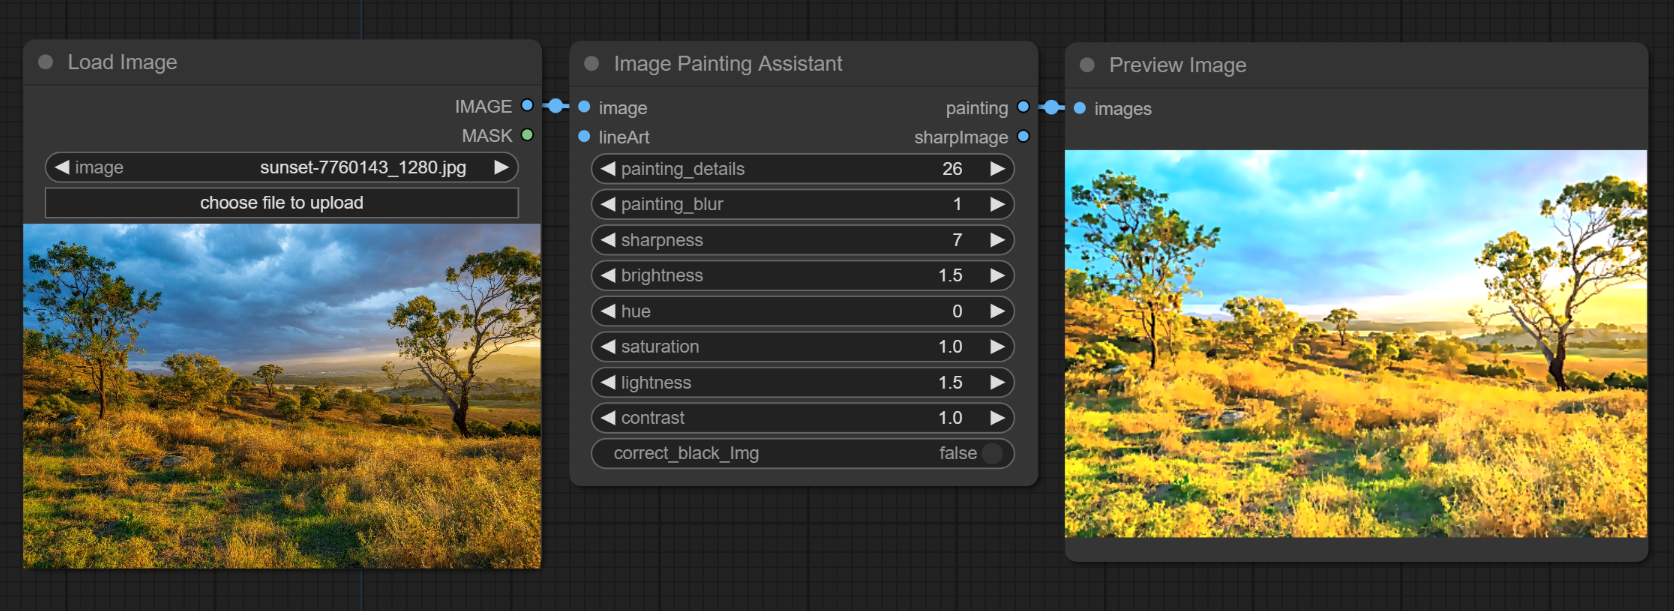 Load Image
IMAGE
MASK
image sunset-7760143_1280.jpg
choose file to upload
Image Painting Assistant
image painting
lineArt sharpImage
painting_details 26
painting_blur 1
sharpness 7
brightness 1.5
hue 0
saturation 1.0
lightness 1.5
contrast 1.0
correct_black_Img false
Preview Image
images